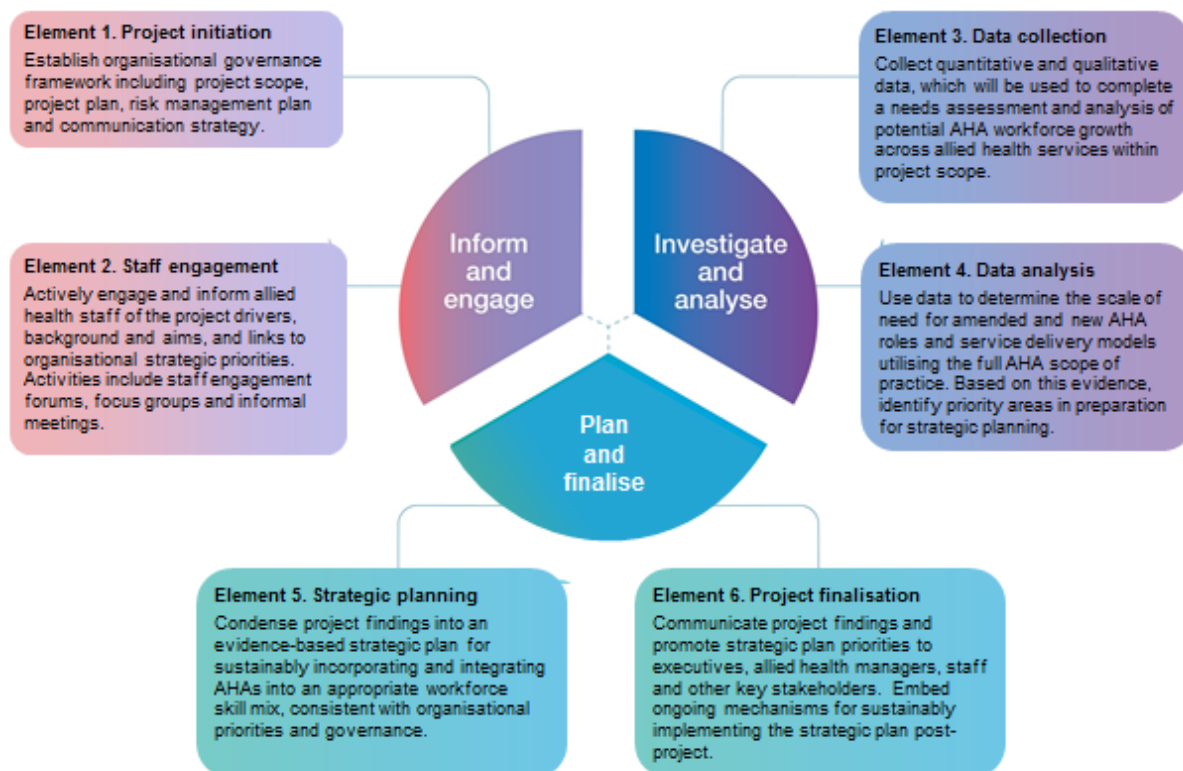 Element 1. Project initiation
Establish organisational governance
framework including project scope,
project plan, risk management plan
and communication strategy.
Element 2. Staff engagement
Actively engage and inform allied
health staff of the project drivers,
background and aims, and links to
organisational strategic priorities.
Activities include staff engagement
forums, focus groups and informal
meetings.
Inform
and
engage
Investigate
and
analyse
Plan
and
finalise
Element 3. Data collection
Collect quantitative and qualitative
data, which will be used to complete
a needs assessment and analysis of
potential AHA workforce growth
across allied health services within
project scope.
Element 4. Data analysis
Use data to determine the scale of
need for amended and new AHA
roles and service delivery models
utilising the full AHA scope of
practice. Based on this evidence,
identify priority areas in preparation
for strategic planning.
Element 5. Strategic planning
Condense project findings into an
evidence-based strategic plan for
sustainably incorporating and integrating
AHAs into an appropriate workforce
skill mix, consistent with organisational
priorities and governance.
Element 6. Project finalisation
Communicate project findings and
promote strategic plan priorities to
executives, allied health managers, staff
and other key stakeholders. Embed
ongoing mechanisms for sustainably
implementing the strategic plan post-
project.